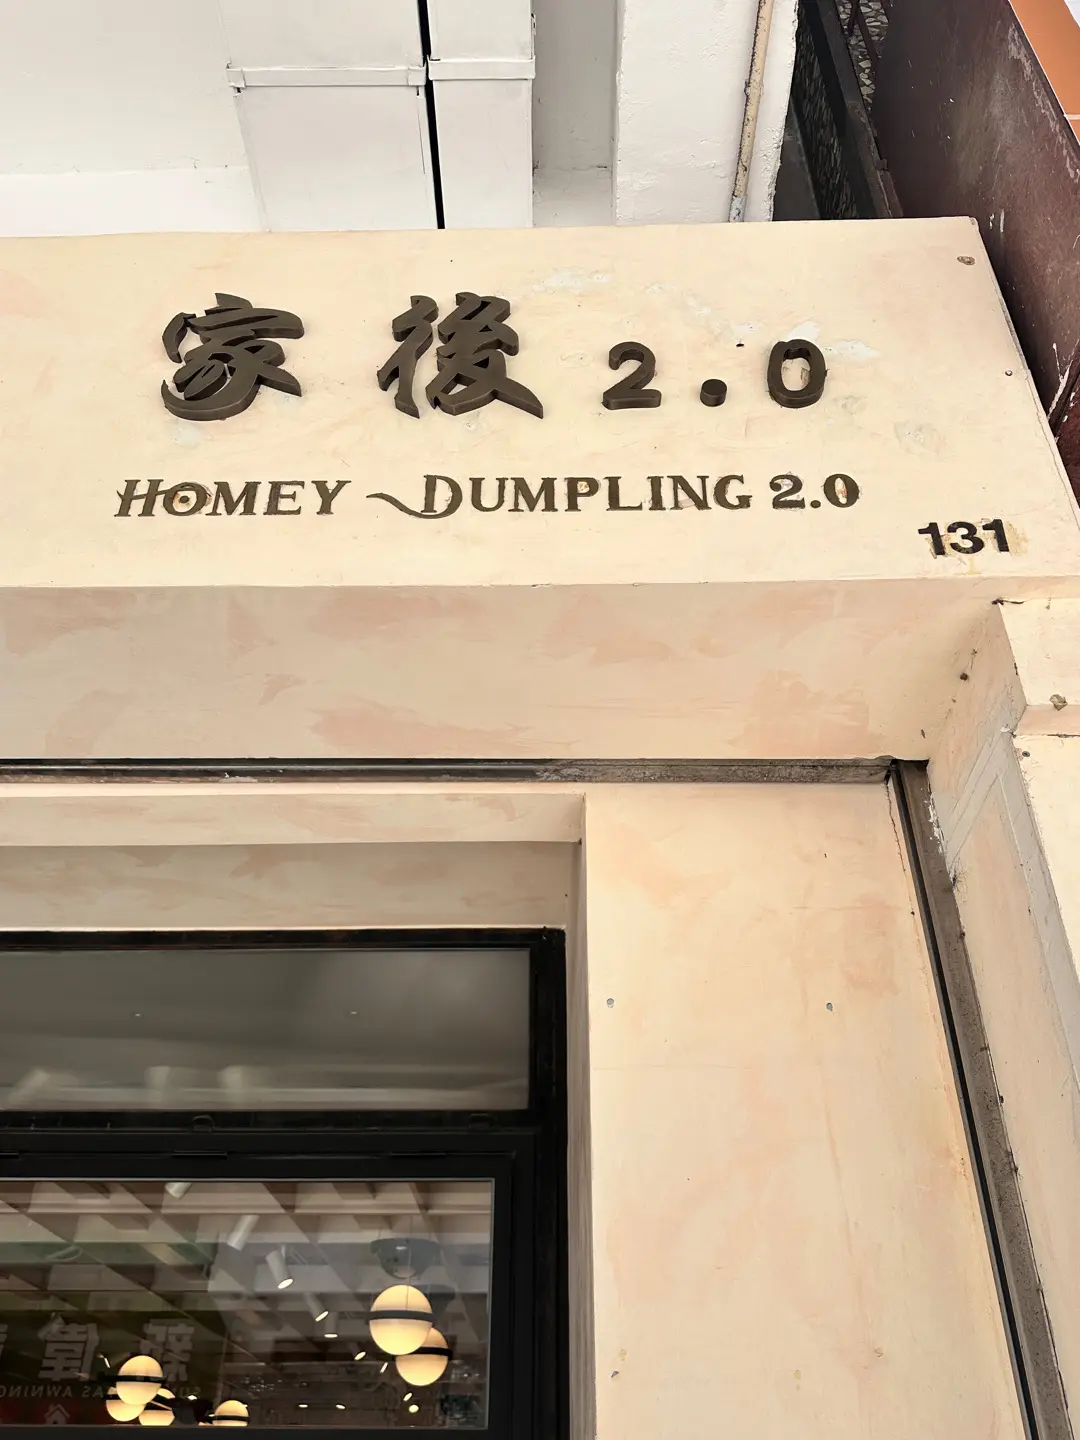 家後 2.0
HOMEY DUMPLING 2.0
131